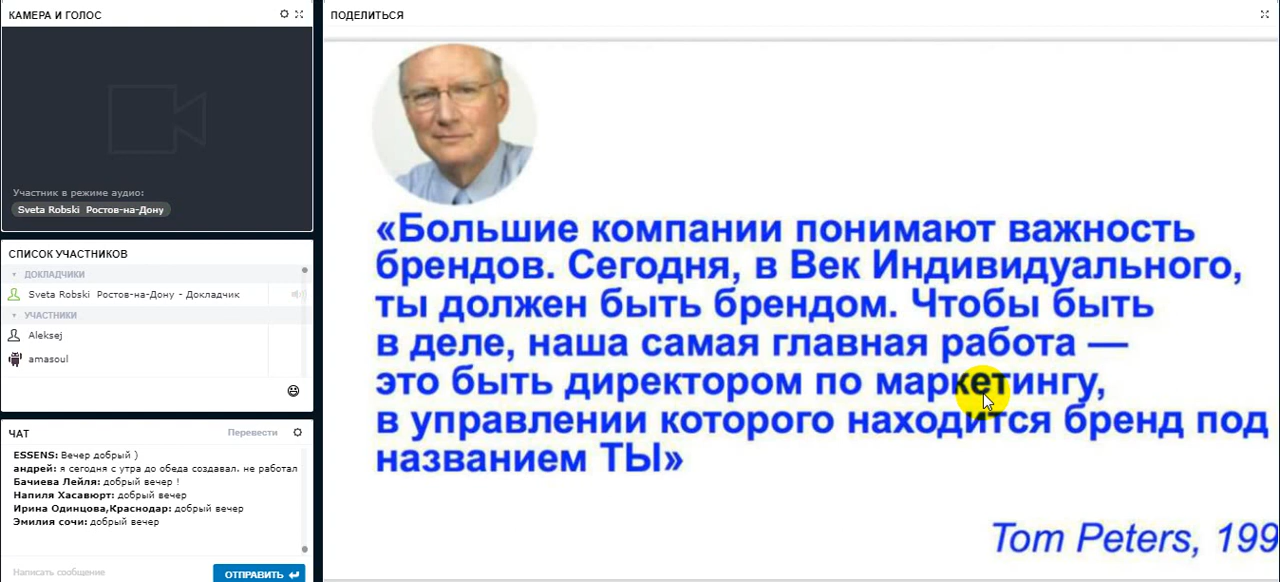 КАМЕРА И ГОЛОС
Участник в режиме аудио:
Sveta Robski Ростов-на-Дону
СПИСОК УЧАСТНИКОВ
ДОКЛАДЧИКИ
Sveta Robski Ростов-на-Дону - Докладчик
УЧАСТНИКИ
Aleksej
amasoul
ЧАТ
Перевести
ESSENS: Вечер добрый )
андрей: я сегодня с утра до обеда создавал. не работал
Бачиева Лейля: добрый вечер !
Напиля Хасавюрт: добрый вечер
Ирина Одинцова,Краснодар: добрый вечер
Эмилия сочи: добрый вечер
Написать сообщение
ОТПРАВИТЬ
ПОДЕЛИТЬСЯ
«Большие компании понимают важность
брендов. Сегодня, в Век Индивидуального,
ты должен быть брендом. Чтобы быть
в деле, наша самая главная работа —
это быть директором по маркетингу,
в управлении которого находится бренд под
названием ТЫ»
Tom Peters, 199